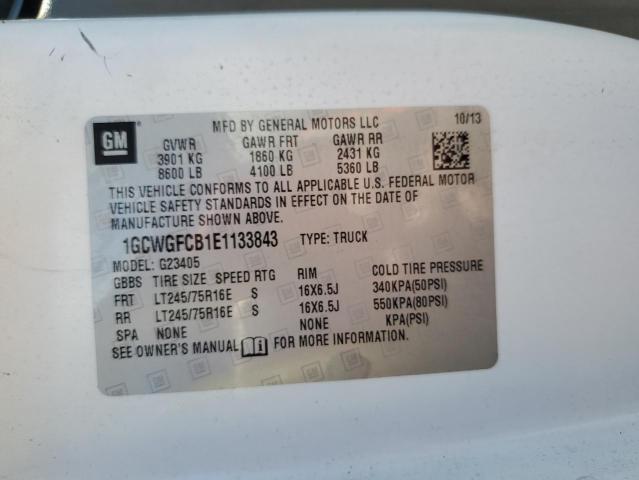 MFD BY GENERAL MOTORS LLC 10/13
GM
GVWR GAWR FRT GAWR RR
3901 KG 1860 KG 2431 KG
8600 LB 4100 LB 5360 LB
THIS VEHICLE CONFORMS TO ALL APPLICABLE U.S. FEDERAL MOTOR
VEHICLE SAFETY STANDARDS IN EFFECT ON THE DATE OF
MANUFACTURE SHOWN ABOVE.
1GCWGFCB1E1133843 TYPE: TRUCK
MODEL: G23405
GBBS TIRE SIZE SPEED RTG RIM COLD TIRE PRESSURE
FRT LT245/75R16E S 16X6.5J 340KPA(50PSI)
RR LT245/75R16E S 16X6.5J 550KPA(80PSI)
SPA NONE NONE KPA(PSI)
SEE OWNER'S MANUAL FOR MORE INFORMATION.